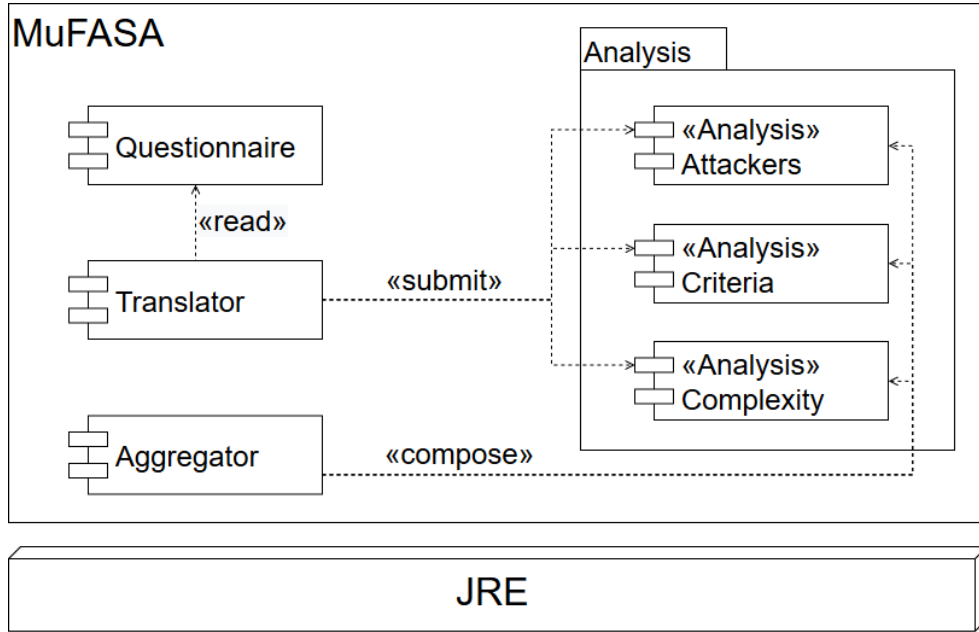 MuFASA
Analysis
Questionnaire
«Analysis»
Attackers
«read»
«Analysis»
Criteria
Translator
«submit»
«Analysis»
Complexity
Aggregator
«compose»
JRE